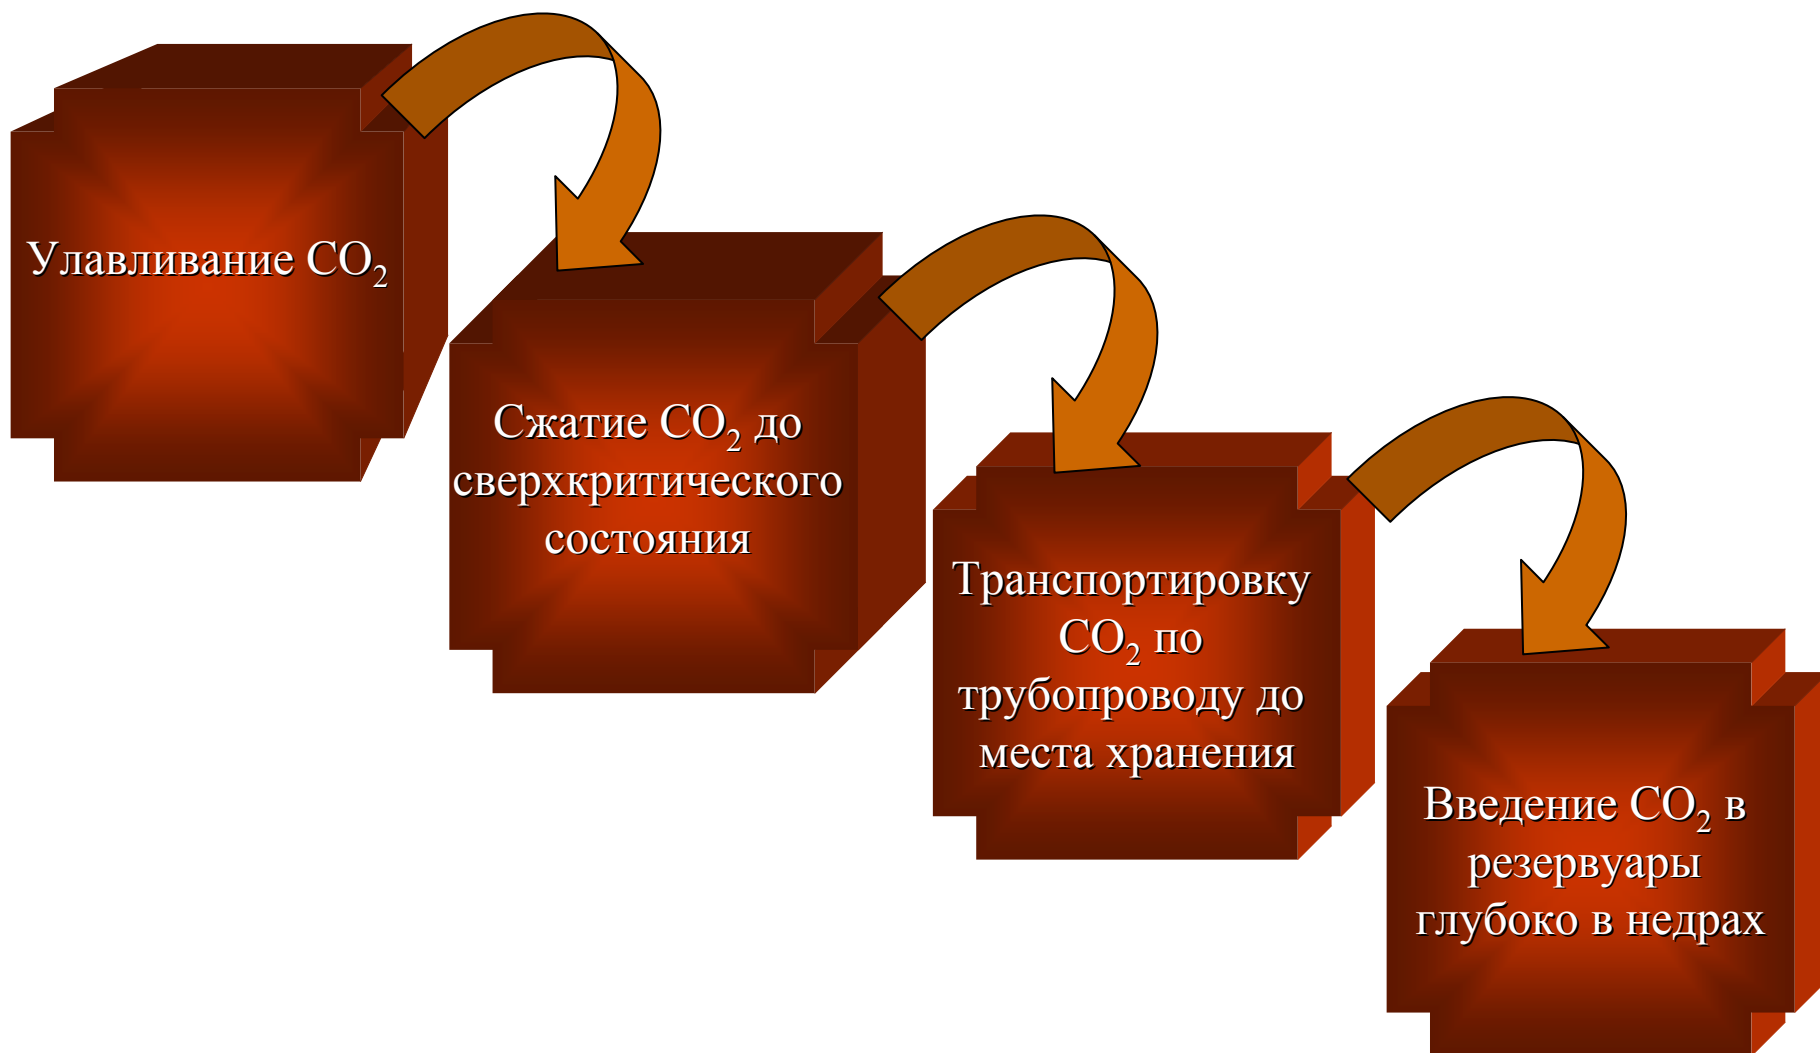 Улавливание CO₂
Сжатие CO₂ до
сверхкритического
состояния
Транспортировку
CO₂ по
трубопроводу до
места хранения
Введение CO₂ в
резервуары
глубоко в недрах